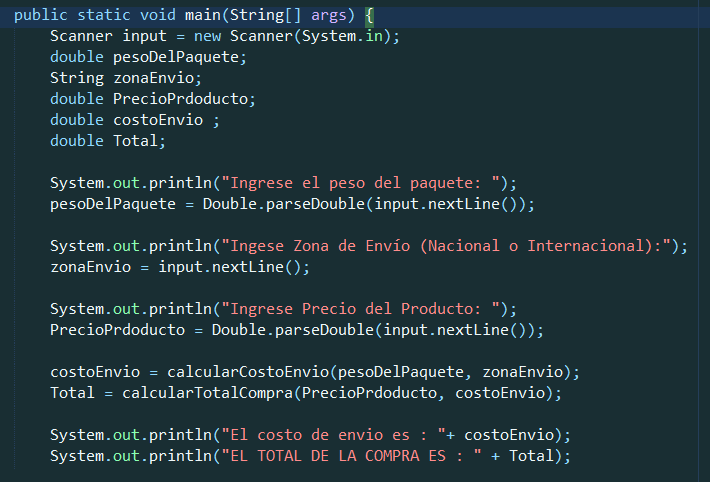 public static void main(String[] args) {
Scanner input = new Scanner(System.in);
double pesoDelPaquete;
String zonaEnvio;
double PrecioPrdoducto;
double costoEnvio ;
double Total;
System.out.println("Ingrese el peso del paquete: ");
pesoDelPaquete = Double.parseDouble(input.nextLine());
System.out.println("Ingese Zona de Envío (Nacional o Internacional):");
zonaEnvio = input.nextLine();
System.out.println("Ingrese Precio del Producto: ");
PrecioPrdoducto = Double.parseDouble(input.nextLine());
costoEnvio = calcularCostoEnvio(pesoDelPaquete, zonaEnvio);
Total = calcularTotalCompra(PrecioPrdoducto, costoEnvio);
System.out.println("El costo de envio es : "+ costoEnvio);
System.out.println("EL TOTAL DE LA COMPRA ES : " + Total);